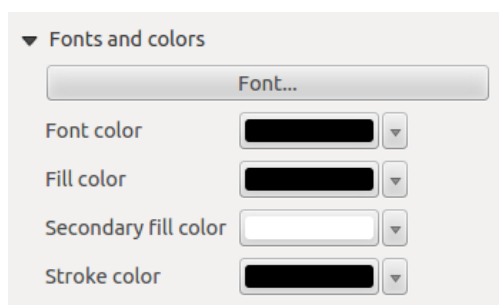 Fonts and colors
Font...
Font color
Fill color
Secondary fill color
Stroke color